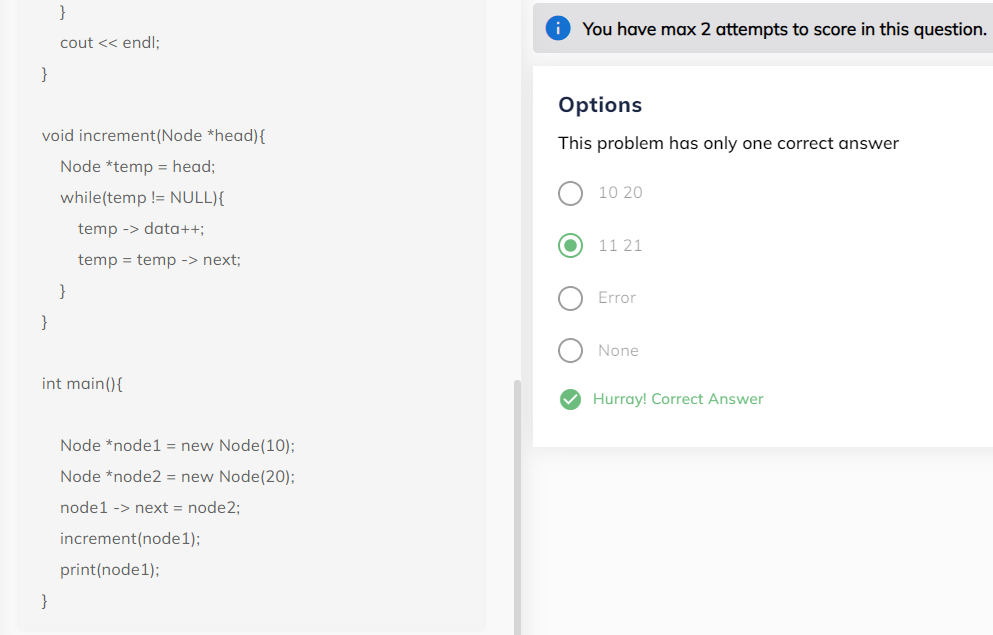 }
cout << endl;
}
void increment(Node *head){
Node *temp = head;
while(temp != NULL){
temp -> data++;
temp = temp -> next;
}
}
int main(){
Node *node1 = new Node(10);
Node *node2 = new Node(20);
node1 -> next = node2;
increment(node1);
print(node1);
}
You have max 2 attempts to score in this question.
Options
This problem has only one correct answer
10 20
11 21
Error
None
Hurray! Correct Answer